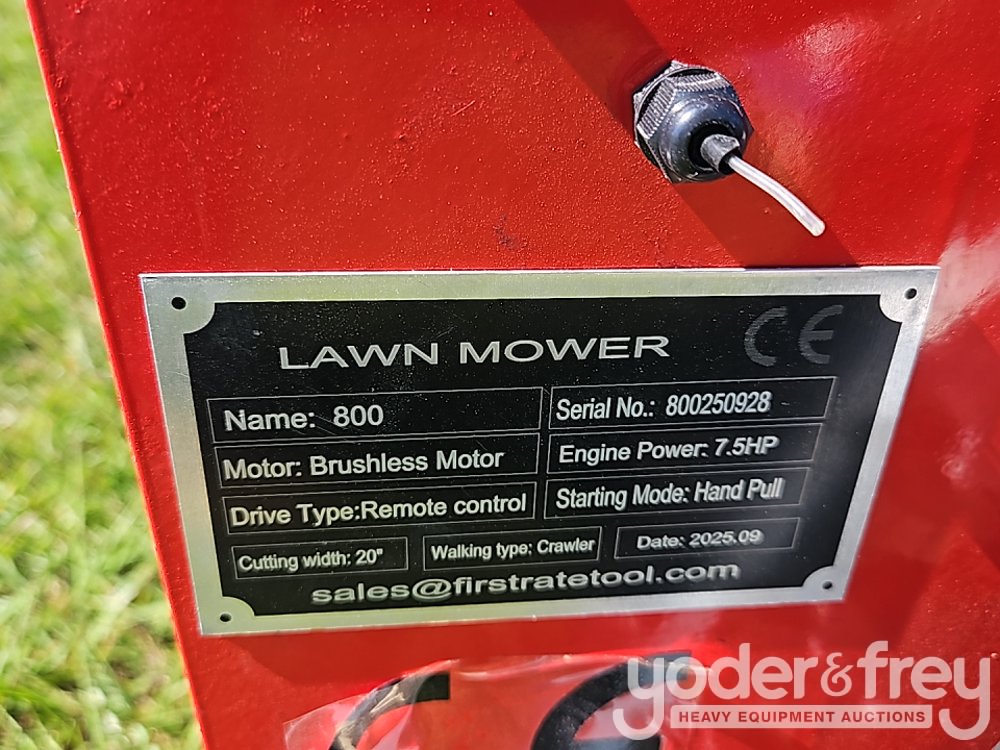 LAWN MOWER CE
Name: 800 Serial No.: 800250928
Motor: Brushless Motor Engine Power: 7.5HP
Drive Type:Remote control Starting Mode: Hand Pull
Cutting width: 20" Walking type: Crawler Date: 2025.09
sales@firstratetool.com
yoder&frey
HEAVY EQUIPMENT AUCTIONS